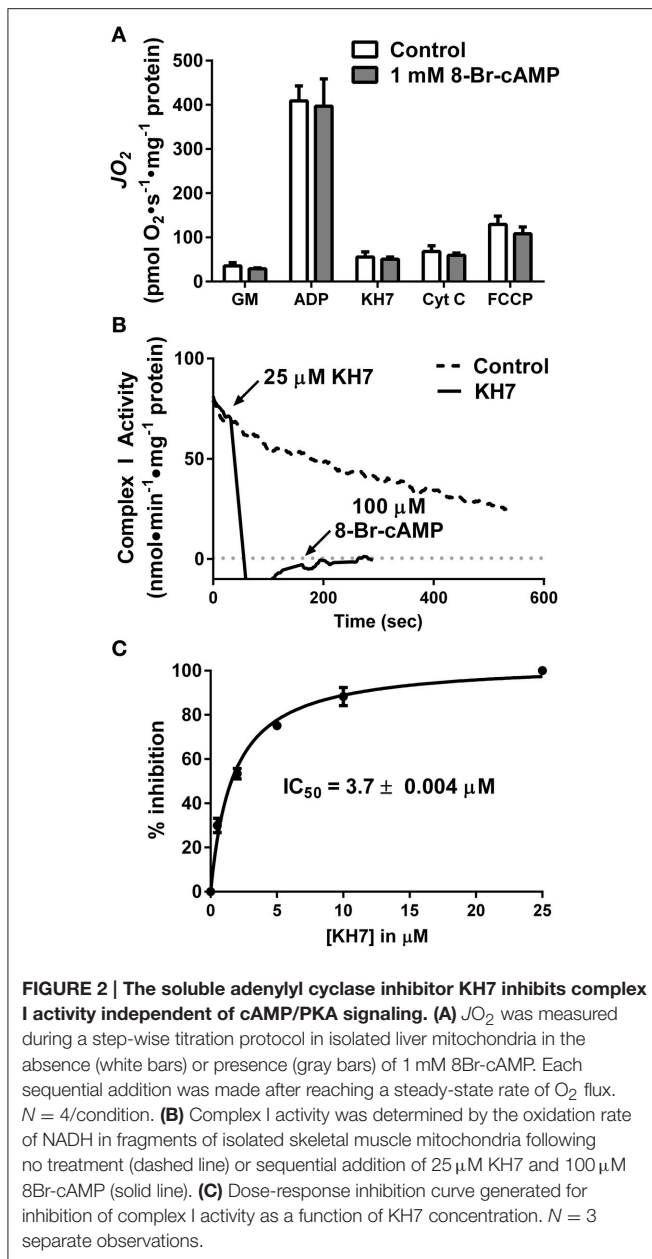 A
Control
1 mM 8-Br-cAMP
JO2
(pmol O2•s-1•mg-1 protein)
500
400
300
200
100
0
GM
ADP
KH7
Cyt C
FCCP
B
Complex I Activity
(nmol•min-1•mg-1 protein)
100
50
0
25 μM KH7
Control
KH7
100 μM
8-Br-cAMP
0
200
400
600
Time (sec)
C
% inhibition
100
80
60
40
20
0
IC50 = 3.7 ± 0.004 μM
0
5
10
15
20
25
[KH7] in μM
FIGURE 2 | The soluble adenylyl cyclase inhibitor KH7 inhibits complex
I activity independent of cAMP/PKA signaling. (A) JO2 was measured
during a step-wise titration protocol in isolated liver mitochondria in the
absence (white bars) or presence (gray bars) of 1 mM 8Br-cAMP. Each
sequential addition was made after reaching a steady-state rate of O2 flux.
N = 4/condition. (B) Complex I activity was determined by the oxidation rate
of NADH in fragments of isolated skeletal muscle mitochondria following
no treatment (dashed line) or sequential addition of 25 μM KH7 and 100 μM
8Br-cAMP (solid line). (C) Dose-response inhibition curve generated for
inhibition of complex I activity as a function of KH7 concentration. N = 3
separate observations.